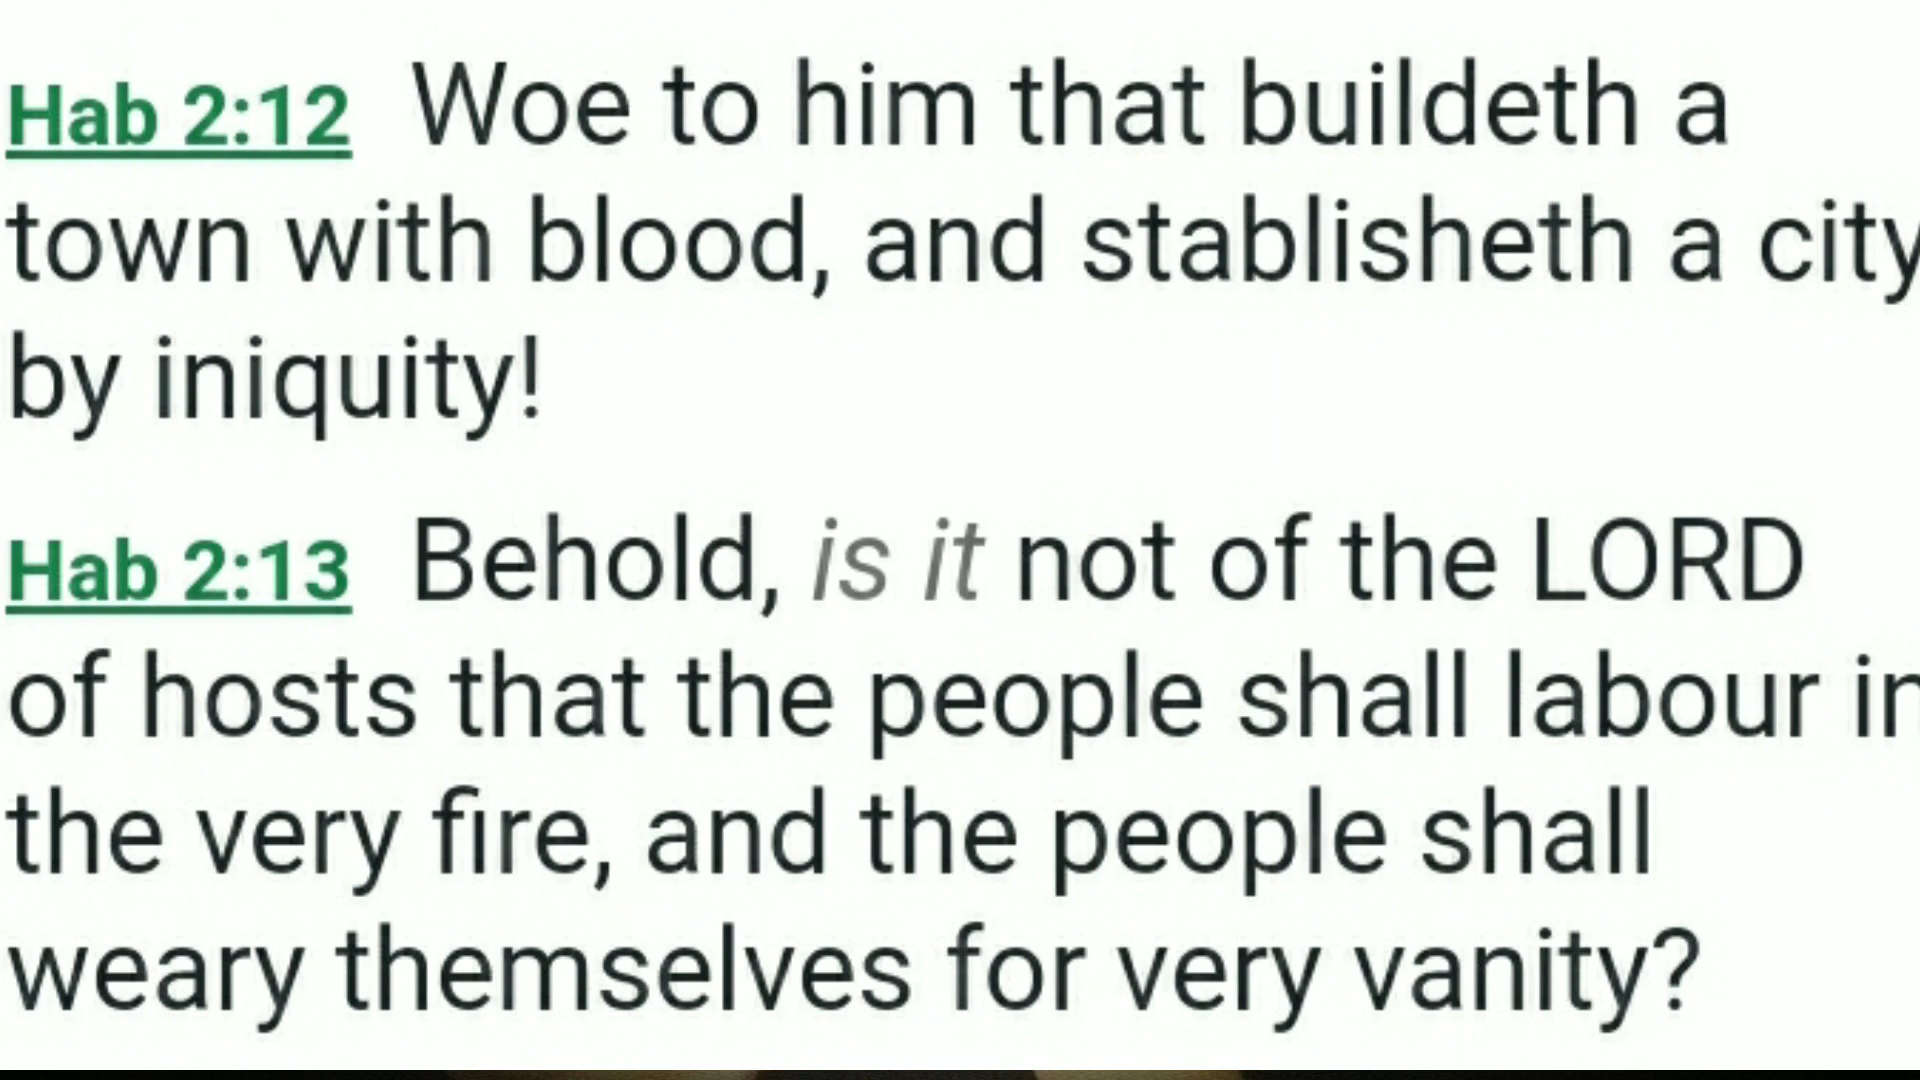 Hab 2:12 Woe to him that buildeth a
town with blood, and stablisheth a city
by iniquity!
Hab 2:13 Behold, is it not of the LORD
of hosts that the people shall labour in
the very fire, and the people shall
weary themselves for very vanity?